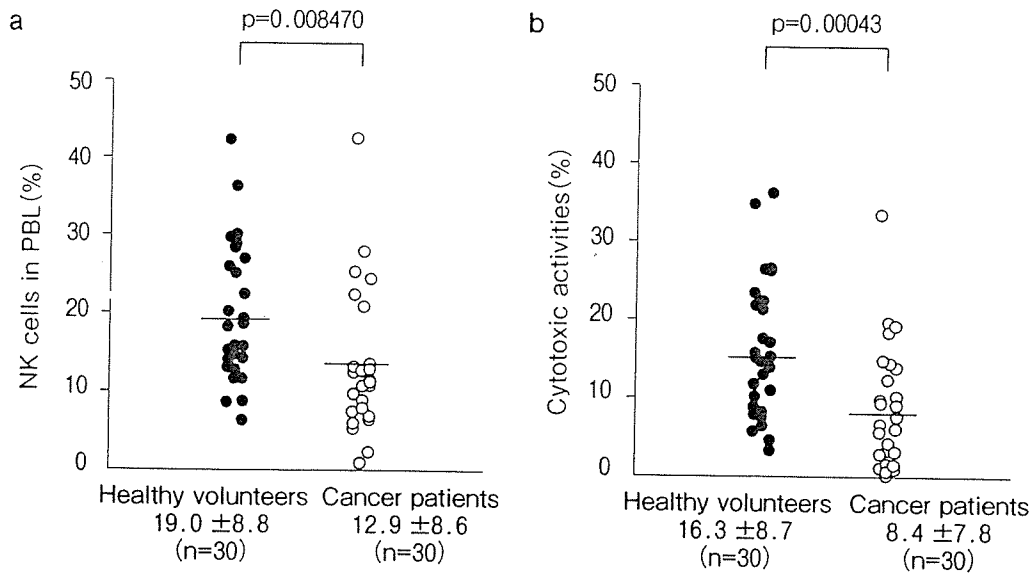 a
p=0.008470
50
40
30
20
10
0
NK cells in PBL(%)
Healthy volunteers
19.0 ±8.8
(n=30)
Cancer patients
12.9 ±8.6
(n=30)
b
p=0.00043
50
40
30
20
10
0
Cytotoxic activities(%)
Healthy volunteers
16.3 ±8.7
(n=30)
Cancer patients
8.4 ±7.8
(n=30)